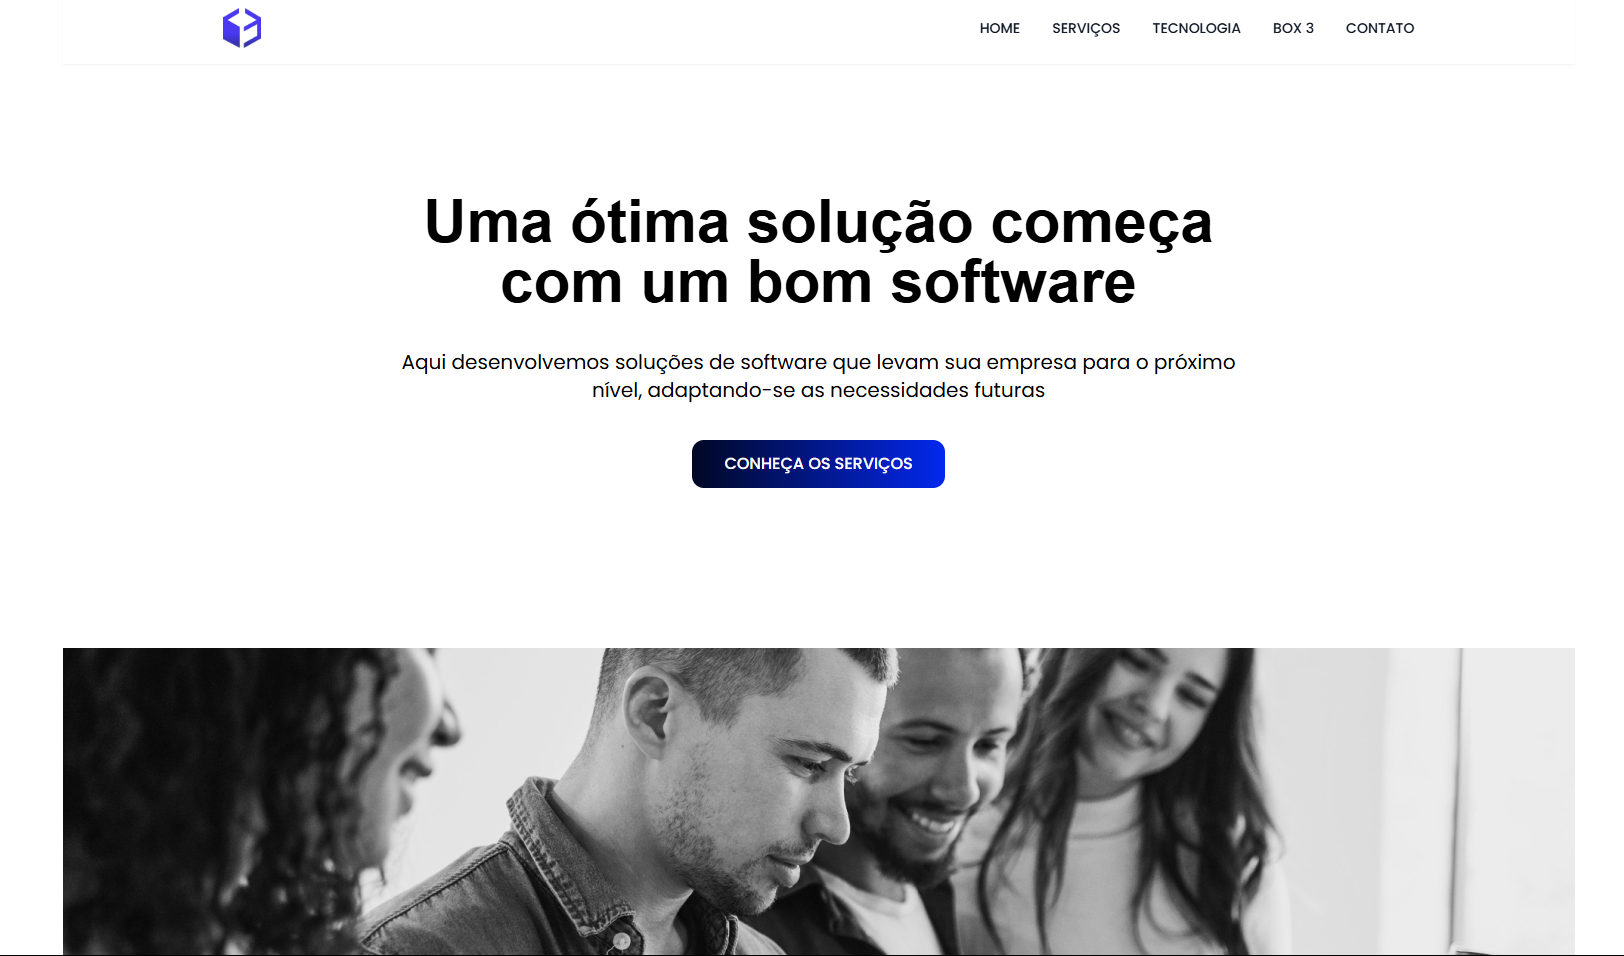 HOME SERVIÇOS TECNOLOGIA BOX 3 CONTATO
Uma ótima solução começa
com um bom software
Aqui desenvolvemos soluções de software que levam sua empresa para o próximo
nível, adaptando-se as necessidades futuras
CONHEÇA OS SERVIÇOS